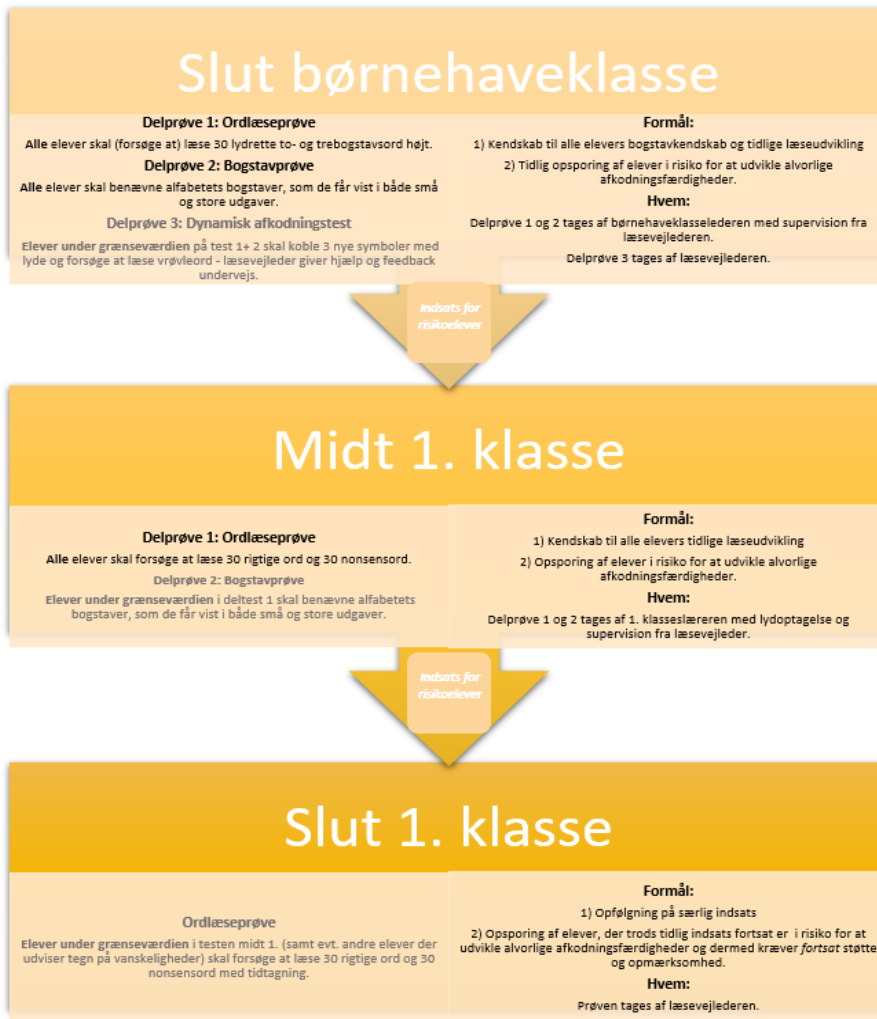 Slut børnehaveklasse
Delprøve 1: Ordlæseprøve
Alle elever skal (forsøge at) læse 30 lydrette to- og trebogstavsord højt.
Delprøve 2: Bogstavprøve
Alle elever skal benævne alfabetets bogstaver, som de får vist i både små
og store udgaver.
Delprøve 3: Dynamisk afkodningstest
Elever under grænseværdien på test 1+ 2 skal koble 3 nye symboler med
lyde og forsøge at læse vrøvleord - læsevejleder giver hjælp og feedback
undervejs.
Formål:
1) Kendskab til alle elevers bogstavkendskab og tidlige læseudvikling
2) Tidlig opsporing af elever i risiko for at udvikle alvorlige
afkodningsfærdigheder.
Hvem:
Delprøve 1 og 2 tages af børnehaveklasselederen med supervision fra
læsevejlederen.
Delprøve 3 tages af læsevejlederen.
Indsats for
risikoelever
Midt 1. klasse
Delprøve 1: Ordlæseprøve
Alle elever skal forsøge at læse 30 rigtige ord og 30 nonsensord.
Delprøve 2: Bogstavprøve
Elever under grænseværdien i deltest 1 skal benævne alfabetets
bogstaver, som de får vist i både små og store udgaver.
Formål:
1) Kendskab til alle elevers tidlige læseudvikling
2) Opsporing af elever i risiko for at udvikle alvorlige
afkodningsfærdigheder.
Hvem:
Delprøve 1 og 2 tages af 1. klasseslæreren med lydoptagelse og
supervision fra læsevejleder.
Indsats for
risikoelever
Slut 1. klasse
Ordlæseprøve
Elever under grænseværdien i testen midt 1. (samt evt. andre elever der
udviser tegn på vanskeligheder) skal forsøge at læse 30 rigtige ord og 30
nonsensord med tidtagning.
Formål:
1) Opfølgning på særlig indsats
2) Opsporing af elever, der trods tidlig indsats fortsat er i risiko for at
udvikle alvorlige afkodningsfærdigheder og dermed kræver fortsat støtte
og opmærksomhed.
Hvem:
Prøven tages af læsevejlederen.